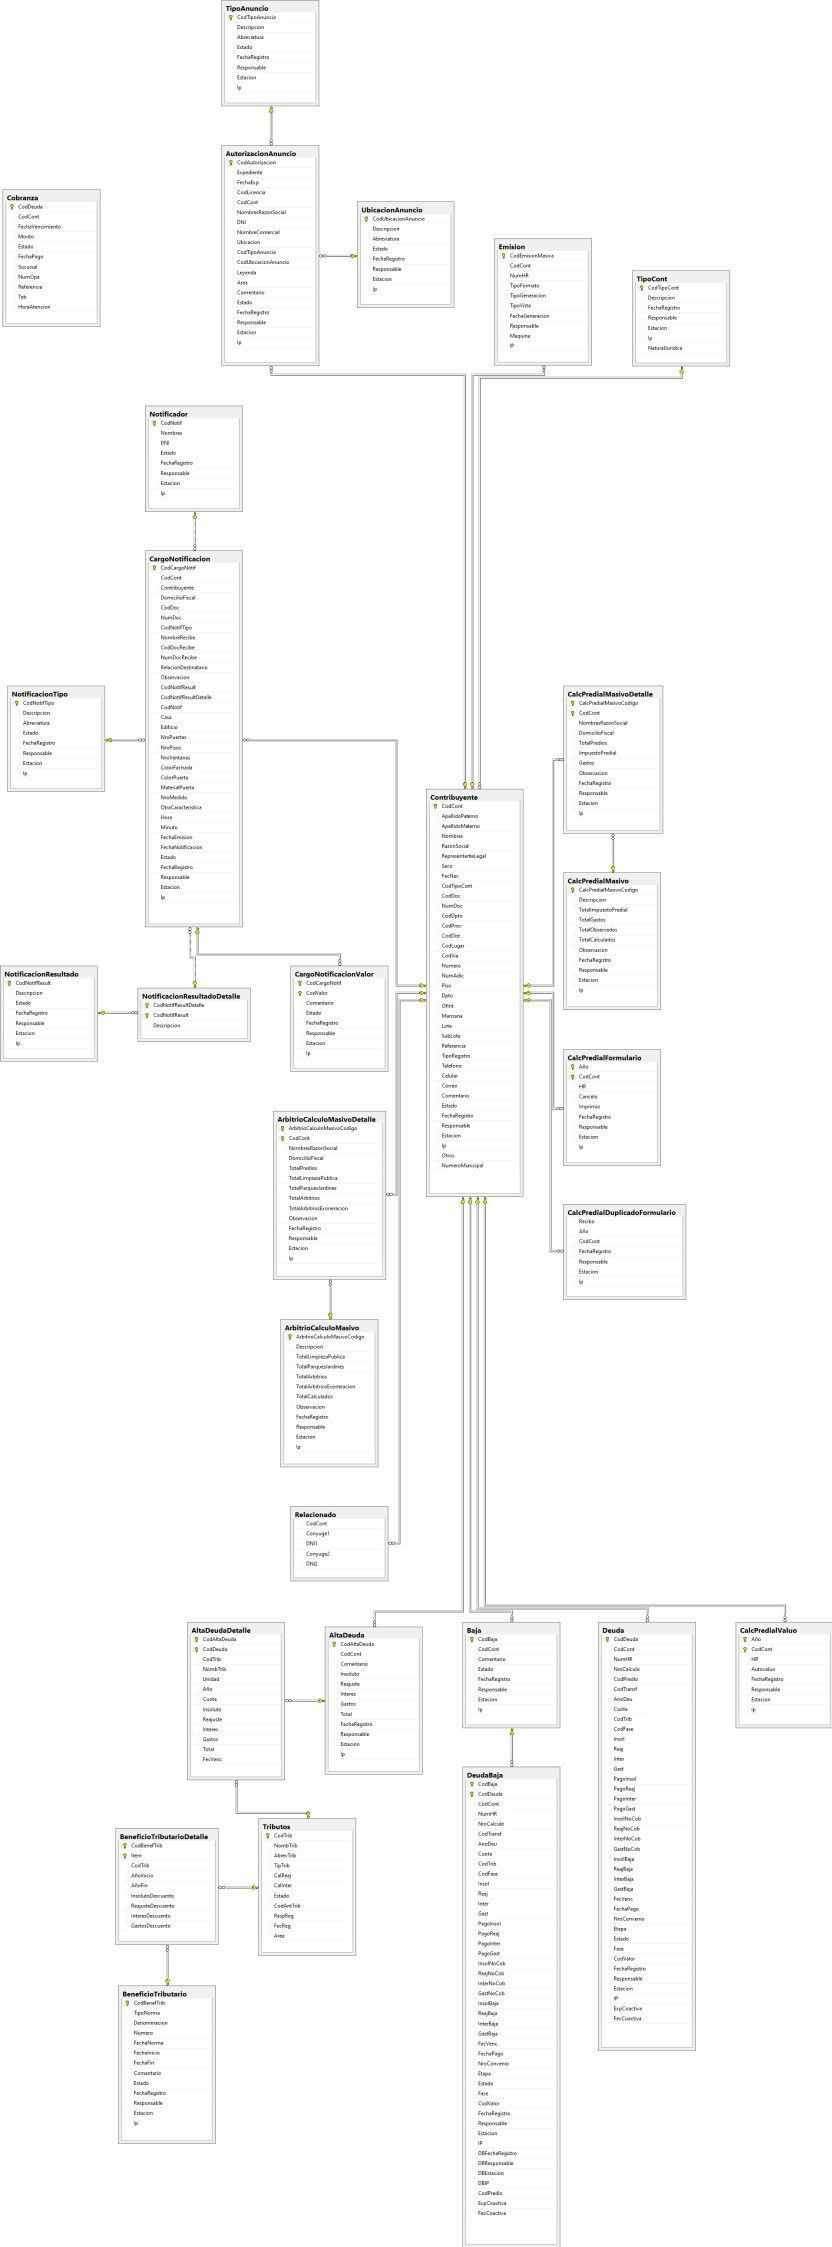 TipoAnuncio
CodTipoAnuncio
Descripcion
Abreviatura
Estado
FechaRegistro
Responsable
Estacion
Ip
AutorizacionAnuncio
CodAutorizacion
Expediente
FechaExp
CodLicencia
CodCont
NombresRazonSocial
DNI
NombreComercial
Ubicacion
CodTipoAnuncio
CodUbicacionAnuncio
Leyenda
Area
Comentario
Estado
FechaRegistro
Responsable
Estacion
Ip
Cobranza
CodDeuda
CodCont
FechaVencimiento
Monto
Estado
FechaPago
Sucursal
NumOpe
Referencia
Teti
HoraAtencion
UbicacionAnuncio
CodUbicacionAnuncio
Descripcion
Abreviatura
Estado
FechaRegistro
Responsable
Estacion
Ip
Emision
CodEmisionMasiva
CodCont
NumHR
TipoFormato
TipoGeneracion
TipoVista
FechaGeneracion
Responsable
Maquina
IP
TipoCont
CodTipoCont
Descripcion
FechaRegistro
Responsable
Estacion
Ip
NaturalJuridica
Notificador
CodNotif
Nombres
DNI
Estado
FechaRegistro
Responsable
Estacion
Ip
CargoNotificacion
CodCargoNotif
CodCont
Contribuyente
DomicilioFiscal
CodDoc
NumDoc
CodNotifTipo
NombreRecibe
CodDocRecibe
NumDocRecibe
RelacionDestinatario
Observacion
CodNotifResult
CodNotifResultDetalle
CodNotif
Casa
Edificio
NroPuertas
NroPisos
NroVentanas
ColorFachada
ColorPuerta
MaterialPuerta
NroMedido
OtraCaracteristica
Hora
Minuto
FechaEmision
FechaNotificacion
Estado
FechaRegistro
Responsable
Estacion
Ip
NotificacionTipo
CodNotifTipo
Descripcion
Abreviatura
Estado
FechaRegistro
Responsable
Estacion
Ip
CalcPredialMasivoDetalle
CalcPredialMasivoCodigo
CodCont
NombresRazonSocial
DomicilioFiscal
TotalPredios
ImpuestoPredial
Gastos
Observacion
FechaRegistro
Responsable
Estacion
Ip
Contribuyente
CodCont
ApellidoPaterno
ApellidoMaterno
Nombres
RazonSocial
RepresentanteLegal
Sexo
FecNac
CodTipoCont
CodDoc
NumDoc
CodDpto
CodProv
CodDist
CodLugar
CodVia
Numero
NumAdic
Piso
Dpto
OfInt
Manzana
Lote
SubLote
Referencia
TipoRegistro
Telefono
Celular
Correo
Comentario
Estado
FechaRegistro
Responsable
Estacion
Ip
Otros
NumeroMunicipal
CalcPredialMasivo
CalcPredialMasivoCodigo
Descripcion
TotalImpuestoPredial
TotalGastos
TotalObservados
TotalCalculados
Observacion
FechaRegistro
Responsable
Estacion
Ip
NotificacionResultado
CodNotifResult
Descripcion
Estado
FechaRegistro
Responsable
Estacion
Ip
NotificacionResultadoDetalle
CodNotifResultDetalle
CodNotifResult
Descripcion
CargoNotificacionValor
CodCargoNotif
CodValor
Comentario
Estado
FechaRegistro
Responsable
Estacion
Ip
CalcPredialFormulario
Año
CodCont
HR
Cancelo
Imprimio
FechaRegistro
Responsable
Estacion
Ip
ArbitrioCalculoMasivoDetalle
ArbitrioCalculoMasivoCodigo
CodCont
NombresRazonSocial
DomicilioFiscal
TotalPredios
TotalLimpiezaPublica
TotalParquesJardines
TotalArbitrios
TotalArbitriosExoneracion
Observacion
FechaRegistro
Responsable
Estacion
Ip
CalcPredialDuplicadoFormulario
Recibo
Año
CodCont
FechaRegistro
Responsable
Estacion
Ip
ArbitrioCalculoMasivo
ArbitrioCalculoMasivoCodigo
Descripcion
TotalLimpiezaPublica
TotalParquesJardines
TotalArbitrios
TotalArbitriosExoneracion
TotalCalculados
Observacion
FechaRegistro
Responsable
Estacion
Ip
Relacionado
CodCont
Conyuge1
DNI1
Conyuge2
DNI2
AltaDeudaDetalle
CodAltaDeuda
CodDeuda
CodTrib
NombTrib
Unidad
Año
Cuota
Insoluto
Reajuste
Interes
Gastos
Total
FecVenc
AltaDeuda
CodAltaDeuda
CodCont
Comentario
Insoluto
Reajuste
Interes
Gastos
Total
FechaRegistro
Responsable
Estacion
Ip
Baja
CodBaja
CodCont
Comentario
Estado
FechaRegistro
Responsable
Estacion
Ip
Deuda
CodDeuda
CodCont
NumHR
NroCalculo
CodPredio
CodTransf
AnoDeu
Cuota
CodTrib
CodFase
Insol
Reaj
Inter
Gast
PagoInsol
PagoReaj
PagoInter
PagoGast
InsolNoCob
ReajNoCob
InterNoCob
GastNoCob
InsolBaja
ReajBaja
InterBaja
GastBaja
FecVenc
FechaPago
NroConvenio
Etapa
Estado
Fase
CodValor
FechaRegistro
Responsable
Estacion
IP
ExpCoactiva
FecCoactiva
CalcPredialValuo
Año
CodCont
HR
Autovaluo
FechaRegistro
Responsable
Estacion
Ip
DeudaBaja
CodBaja
CodDeuda
CodCont
NumHR
NroCalculo
CodTransf
AnoDeu
Cuota
CodTrib
CodFase
Insol
Reaj
Inter
Gast
PagoInsol
PagoReaj
PagoInter
PagoGast
InsolNoCob
ReajNoCob
InterNoCob
GastNoCob
InsolBaja
ReajBaja
InterBaja
GastBaja
FecVenc
FechaPago
NroConvenio
Etapa
Estado
Fase
CodValor
FechaRegistro
Responsable
Estacion
IP
DBFechaRegistro
DBResponsable
DBEstacion
DBIP
CodPredio
ExpCoactiva
FecCoactiva
Tributos
CodTrib
NombTrib
AbrevTrib
TipTrib
CalReaj
CalInter
Estado
CodAntTrib
RespReg
FecReg
Area
BeneficioTributarioDetalle
CodBenefTrib
Item
CodTrib
AñoInicio
AñoFin
InsolutoDescuento
ReajusteDescuento
InteresDescuento
GastosDescuento
BeneficioTributario
CodBenefTrib
TipoNorma
Denominacion
Numero
FechaNorma
FechaInicio
FechaFin
Comentario
Estado
FechaRegistro
Responsable
Estacion
Ip